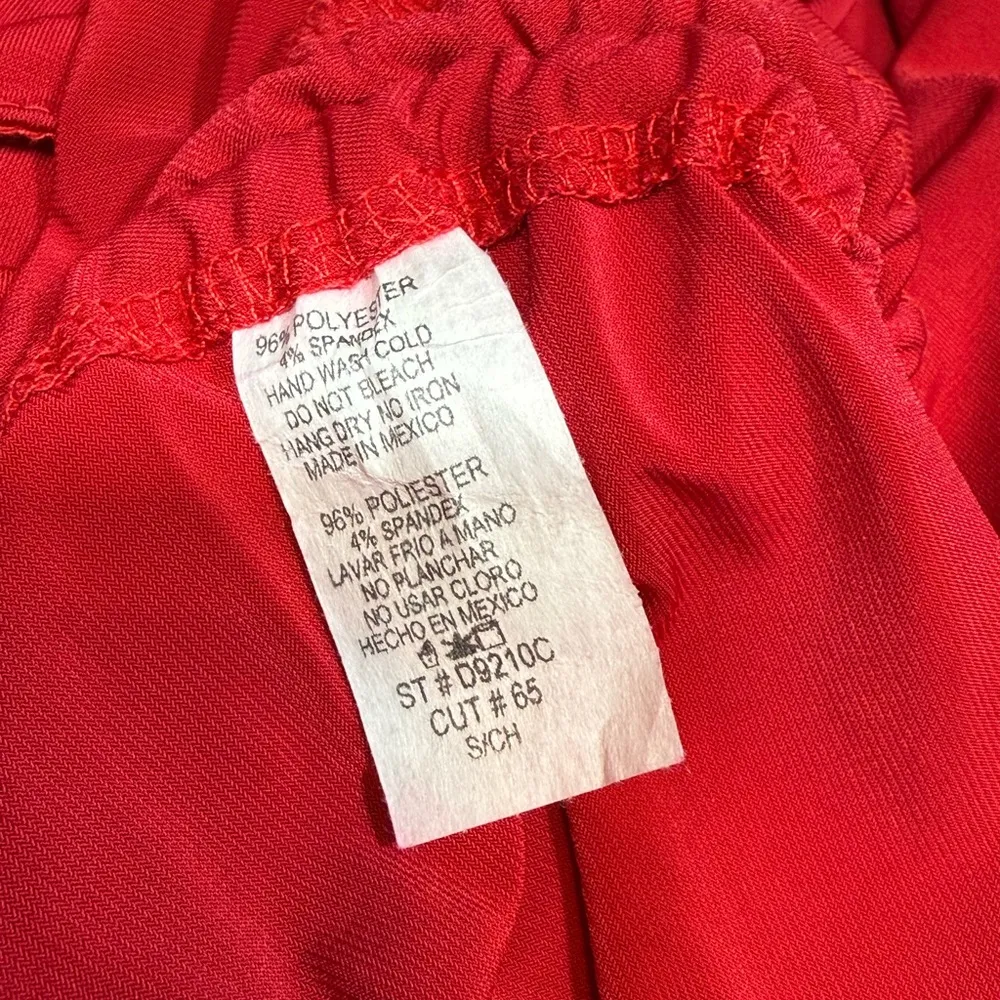 96% POLYESTER
4% SPANDEX
HAND WASH COLD
DO NOT BLEACH
HANG DRY NO IRON
MADE IN MEXICO
96% POLIESTER
4% SPANDEX
LAVAR FRIO A MANO
NO PLANCHAR
NO USAR CLORO
HECHO EN MEXICO
ST # D9210C
CUT # 65
S/CH